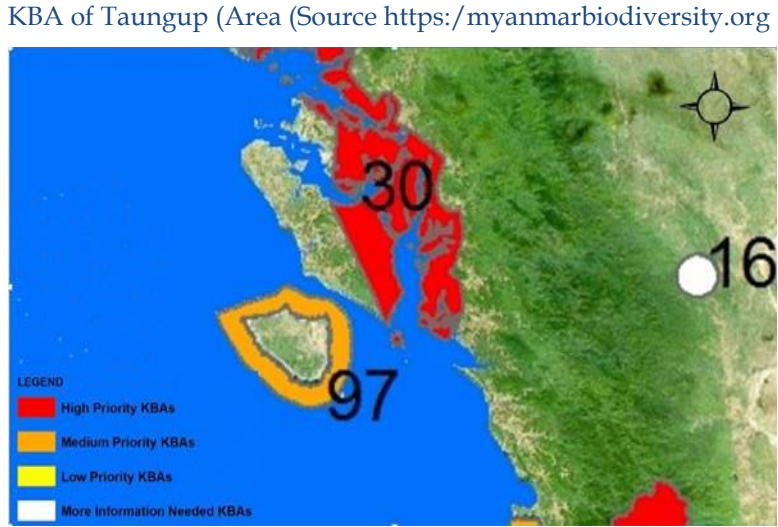 KBA of Taungup (Area (Source https:/myanmarbiodiversity.org
30
16
97
LEGEND
High Priority KBAs
Medium Priority KBAs
Low Priority KBAs
More Information Needed KBAs